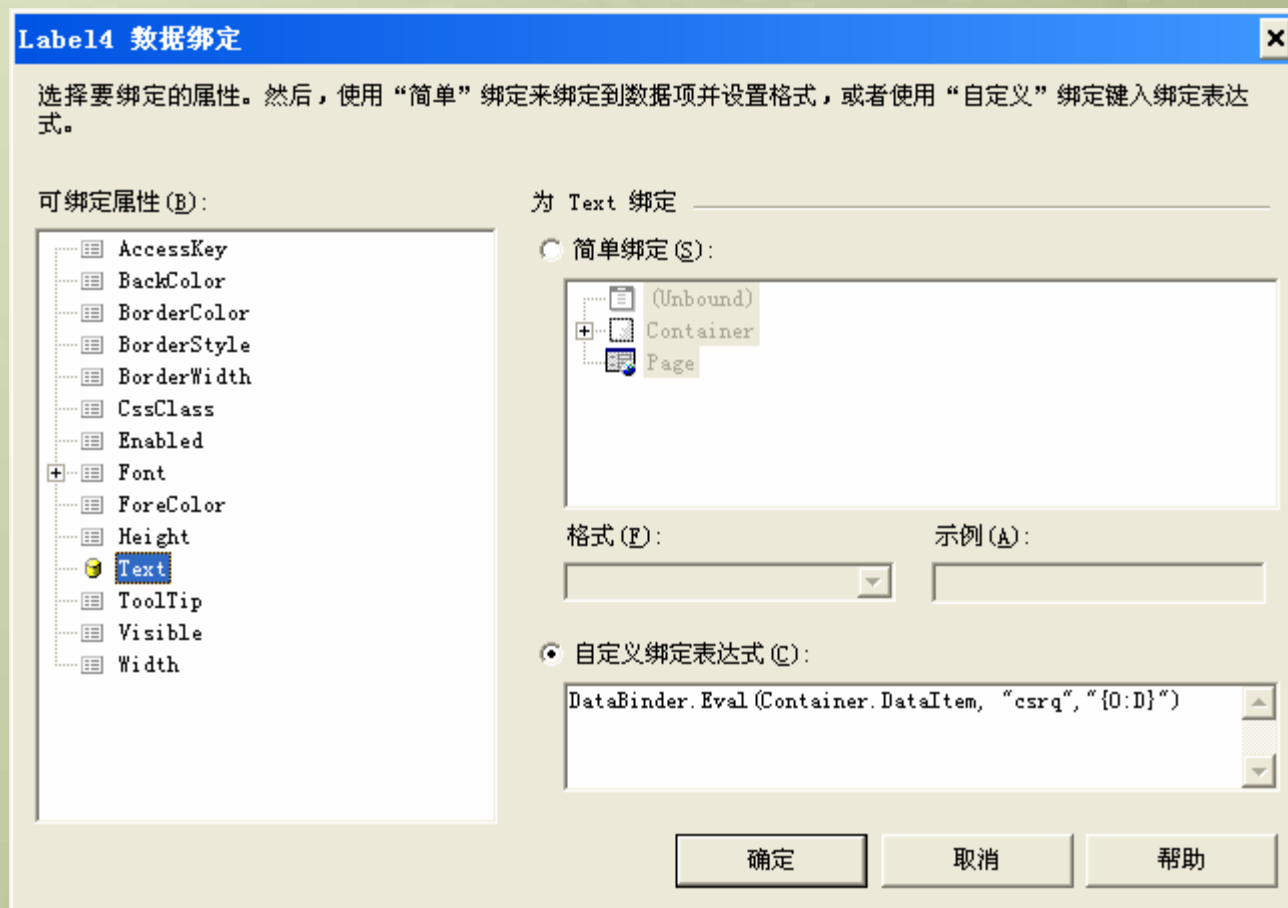 Label4 数据绑定
选择要绑定的属性。然后，使用“简单”绑定来绑定到数据项并设置格式，或者使用“自定义”绑定键入绑定表达
式。
可绑定属性(B):
AccessKey
BackColor
BorderColor
BorderStyle
BorderWidth
CssClass
Enabled
Font
ForeColor
Height
Text
ToolTip
Visible
Width
为 Text 绑定
简单绑定(S):
(Unbound)
Container
Page
格式(F):
示例(A):
自定义绑定表达式(C):
DataBinder.Eval(Container.DataItem, "csrq","{0:D}")
确定
取消
帮助